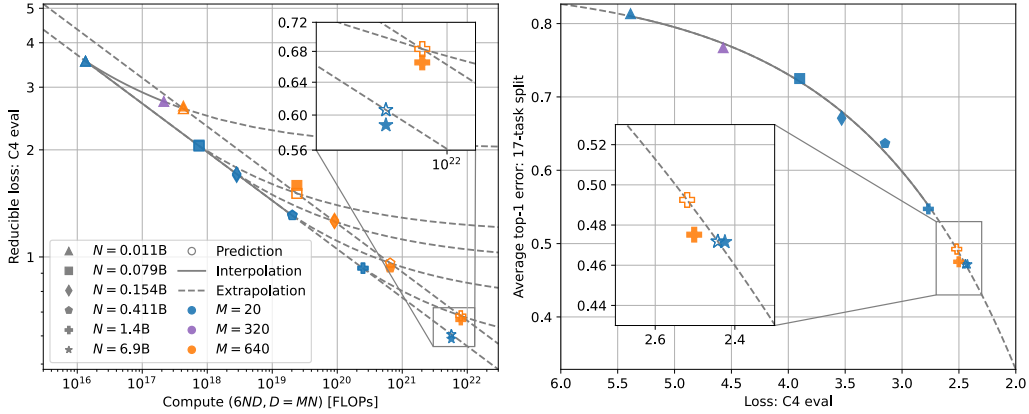 Reducible loss: C4 eval
5
4
3
2
1
10^16
10^17
10^18
10^19
10^20
10^21
10^22
Compute (6ND, D = MN) [FLOPs]
0.72
0.68
0.64
0.60
0.56
10^22
N = 0.011B
N = 0.079B
N = 0.154B
N = 0.411B
N = 1.4B
N = 6.9B
Prediction
Interpolation
Extrapolation
M = 20
M = 320
M = 640
Average top-1 error: 17-task split
0.8
0.7
0.6
0.5
0.4
6.0
5.5
5.0
4.5
4.0
3.5
3.0
2.5
2.0
Loss: C4 eval
0.52
0.50
0.48
0.46
0.44
2.6
2.4